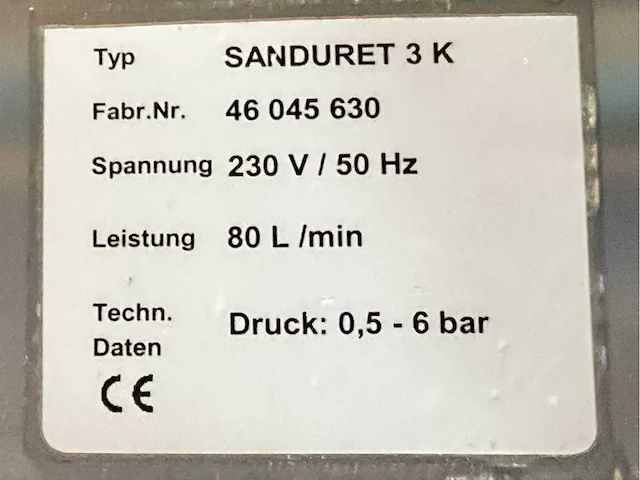 Typ SANDURET 3 K
Fabr.Nr. 46 045 630
Spannung 230 V / 50 Hz
Leistung 80 L /min
Techn. Daten Druck: 0,5 - 6 bar
CE